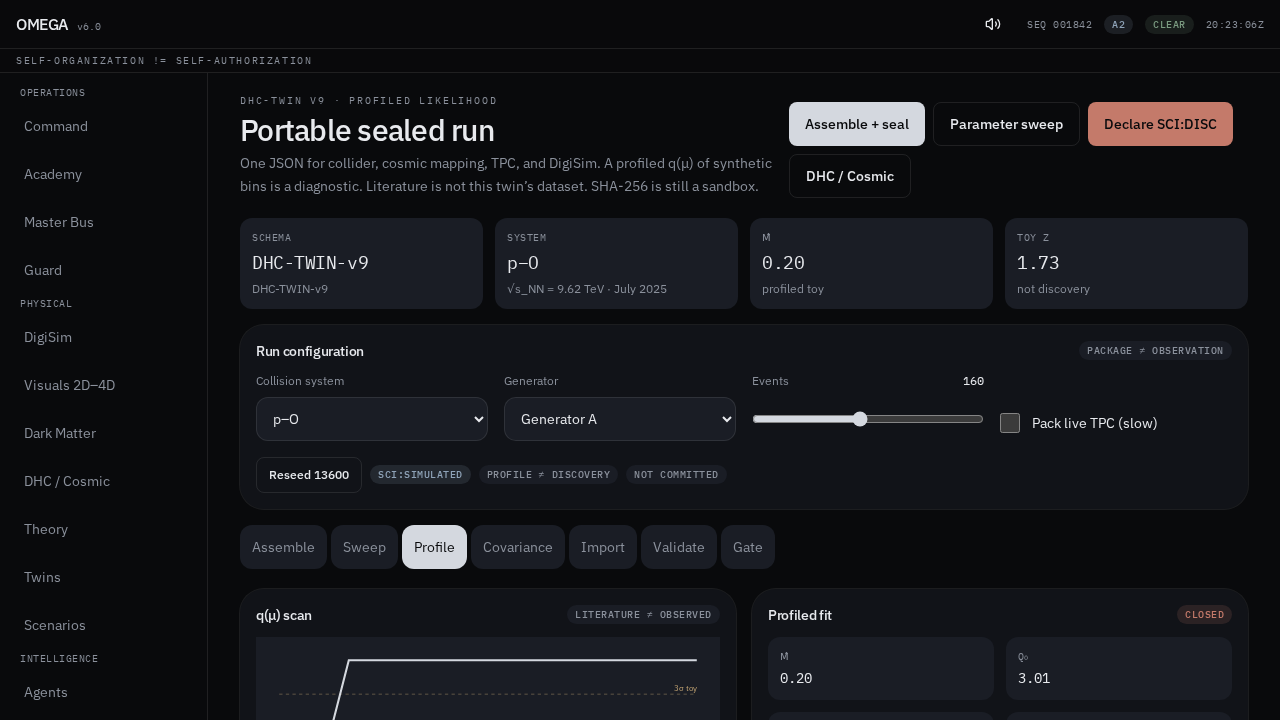 OMEGA v6.0
SEQ 001842 A2 CLEAR 20:23:06Z
SELF-ORGANIZATION != SELF-AUTHORIZATION
OPERATIONS
Command
Academy
Master Bus
Guard
PHYSICAL
DigiSim
Visuals 2D–4D
Dark Matter
DHC / Cosmic
Theory
Twins
Scenarios
INTELLIGENCE
Agents
DHC-TWIN V9 · PROFILED LIKELIHOOD
Portable sealed run
One JSON for collider, cosmic mapping, TPC, and DigiSim. A profiled q(μ) of synthetic
bins is a diagnostic. Literature is not this twin’s dataset. SHA-256 is still a sandbox.
Assemble + seal Parameter sweep Declare SCI:DISC
DHC / Cosmic
SCHEMA
DHC-TWIN-v9
DHC-TWIN-v9
SYSTEM
p–O
√s_NN = 9.62 TeV · July 2025
0.20
profiled toy
TOY Z
1.73
not discovery
Run configuration PACKAGE ≠ OBSERVATION
Collision system Generator Events 160
p–O Generator A Pack live TPC (slow)
Reseed 13600 SCI:SIMULATED PROFILE ≠ DISCOVERY NOT COMMITTED
Assemble Sweep Profile Covariance Import Validate Gate
q(μ) scan LITERATURE ≠ OBSERVED
3σ toy
Profiled fit CLOSED
0.20
Q₀
3.01